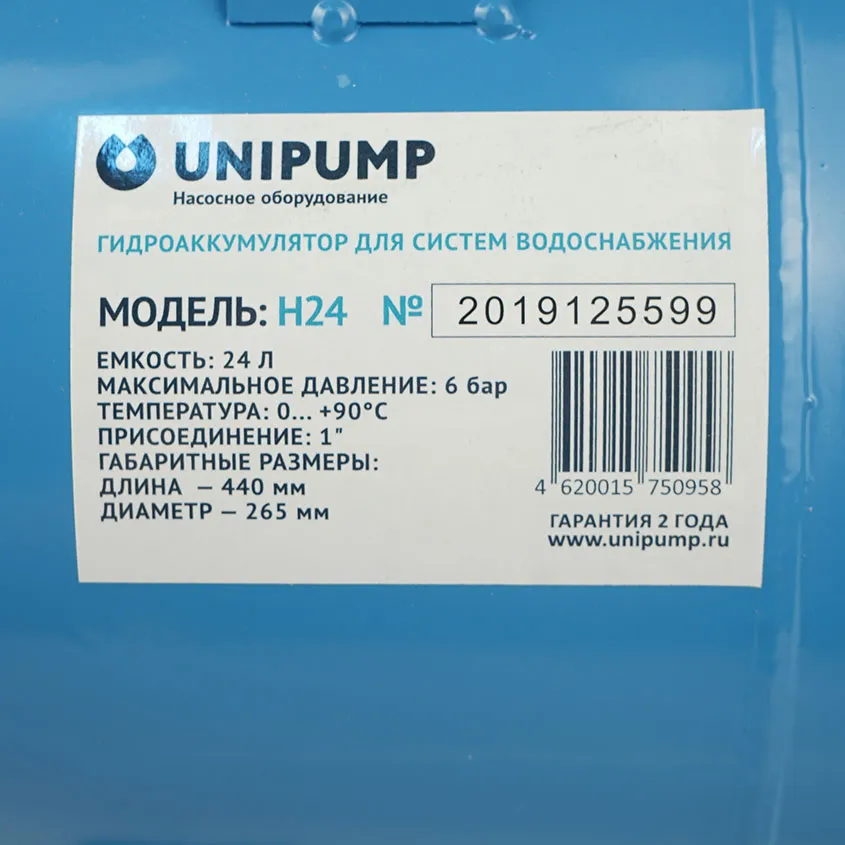 UNIPUMP
Насосное оборудование
ГИДРОАККУМУЛЯТОР ДЛЯ СИСТЕМ ВОДОСНАБЖЕНИЯ
МОДЕЛЬ: H24 № 2019125599
ЕМКОСТЬ: 24 Л
МАКСИМАЛЬНОЕ ДАВЛЕНИЕ: 6 бар
ТЕМПЕРАТУРА: 0... +90°С
ПРИСОЕДИНЕНИЕ: 1"
ГАБАРИТНЫЕ РАЗМЕРЫ:
ДЛИНА – 440 мм
ДИАМЕТР – 265 мм
4 620015 750958
ГАРАНТИЯ 2 ГОДА
www.unipump.ru